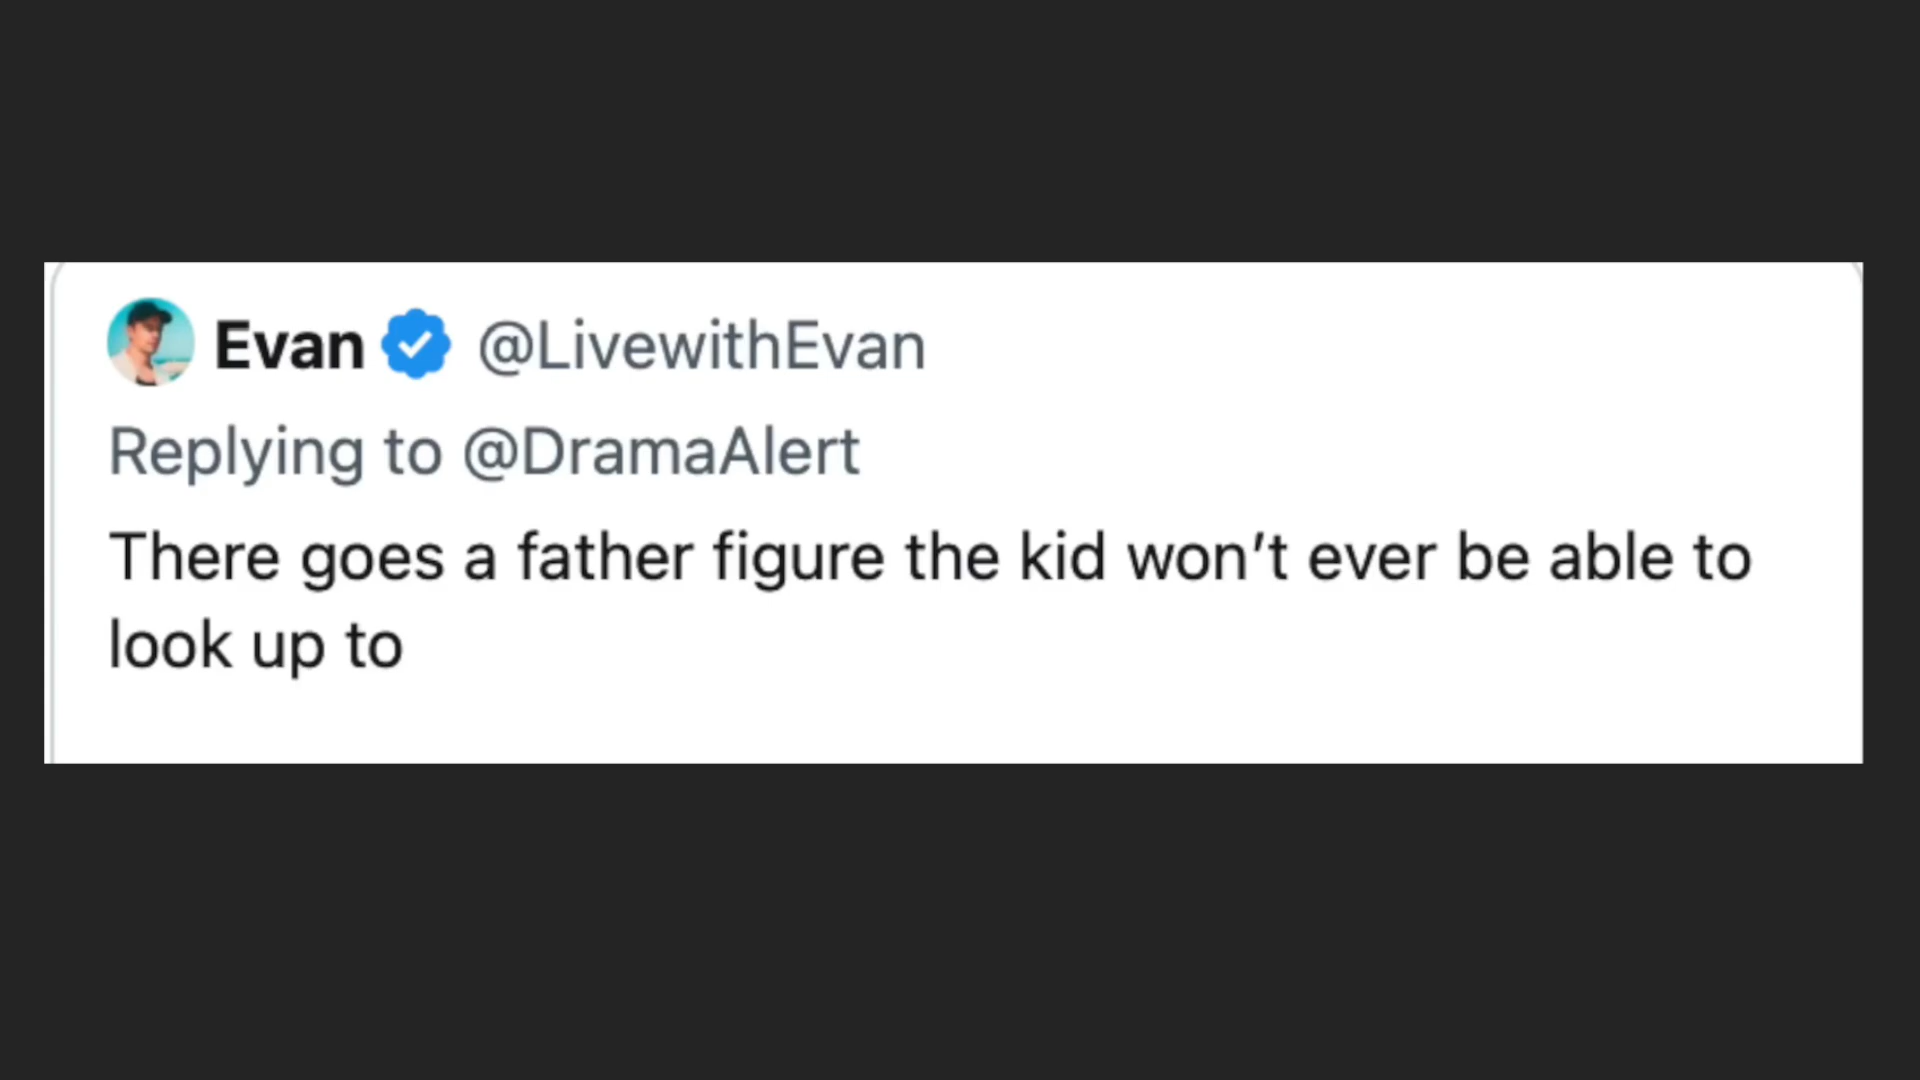 Evan @LivewithEvan
Replying to @DramaAlert
There goes a father figure the kid won’t ever be able to
look up to